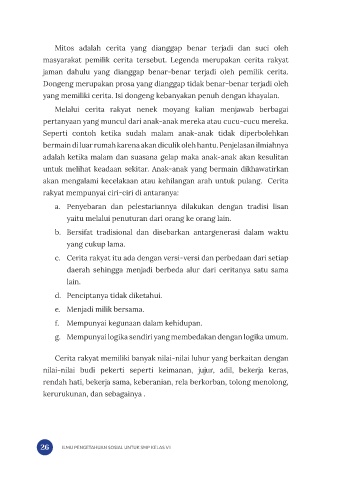 Mitos adalah cerita yang dianggap benar terjadi dan suci oleh
masyarakat pemilik cerita tersebut. Legenda merupakan cerita rakyat
jaman dahulu yang dianggap benar-benar terjadi oleh pemilik cerita.
Dongeng merupakan prosa yang dianggap tidak benar-benar terjadi oleh
yang memiliki cerita. Isi dongeng kebanyakan penuh dengan khayalan.
Melalui cerita rakyat nenek moyang kalian menjawab berbagai
pertanyaan yang muncul dari anak-anak mereka atau cucu-cucu mereka.
Seperti contoh ketika sudah malam anak-anak tidak diperbolehkan
bermain di luar rumah karena akan diculik oleh hantu. Penjelasan ilmiahnya
adalah ketika malam dan suasana gelap maka anak-anak akan kesulitan
untuk melihat keadaan sekitar. Anak-anak yang bermain dikhawatirkan
akan mengalami kecelakaan atau kehilangan arah untuk pulang. Cerita
rakyat mempunyai ciri-ciri di antaranya:
a. Penyebaran dan pelestariannya dilakukan dengan tradisi lisan
yaitu melalui penuturan dari orang ke orang lain.
b. Bersifat tradisional dan disebarkan antargenerasi dalam waktu
yang cukup lama.
c. Cerita rakyat itu ada dengan versi-versi dan perbedaan dari setiap
daerah sehingga menjadi berbeda alur dari ceritanya satu sama
lain.
d. Penciptanya tidak diketahui.
e. Menjadi milik bersama.
f. Mempunyai kegunaan dalam kehidupan.
g. Mempunyai logika sendiri yang membedakan dengan logika umum.
Cerita rakyat memiliki banyak nilai-nilai luhur yang berkaitan dengan
nilai-nilai budi pekerti seperti keimanan, jujur, adil, bekerja keras,
rendah hati, bekerja sama, keberanian, rela berkorban, tolong menolong,
kerurukunan, dan sebagainya .
26 ILMU PENGETAHUAN SOSIAL UNTUK SMP KELAS VII